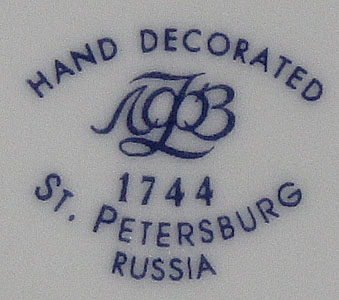 HAND DECORATED
ЛФЗ
1744
ST. PETERSBURG
RUSSIA